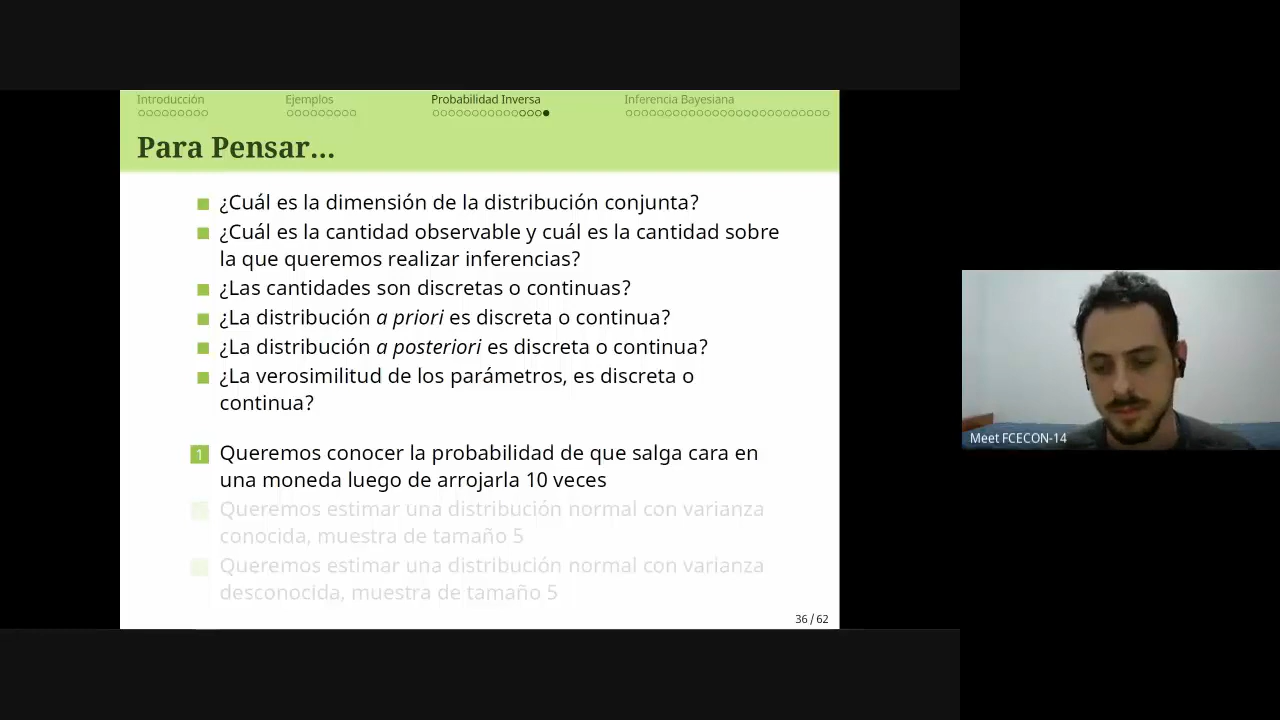 Introducción Ejemplos Probabilidad Inversa Inferencia Bayesiana
Para Pensar...
¿Cuál es la dimensión de la distribución conjunta?
¿Cuál es la cantidad observable y cuál es la cantidad sobre
la que queremos realizar inferencias?
¿Las cantidades son discretas o continuas?
¿La distribución a priori es discreta o continua?
¿La distribución a posteriori es discreta o continua?
¿La verosimilitud de los parámetros, es discreta o
continua?
1 Queremos conocer la probabilidad de que salga cara en
una moneda luego de arrojarla 10 veces
Queremos estimar una distribución normal con varianza
conocida, muestra de tamaño 5
Queremos estimar una distribución normal con varianza
desconocida, muestra de tamaño 5
36 / 62
Meet FCECON-14